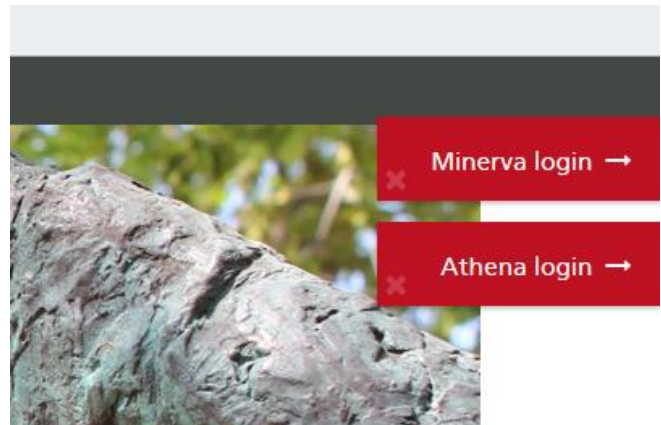 Minerva login →
Athena login →